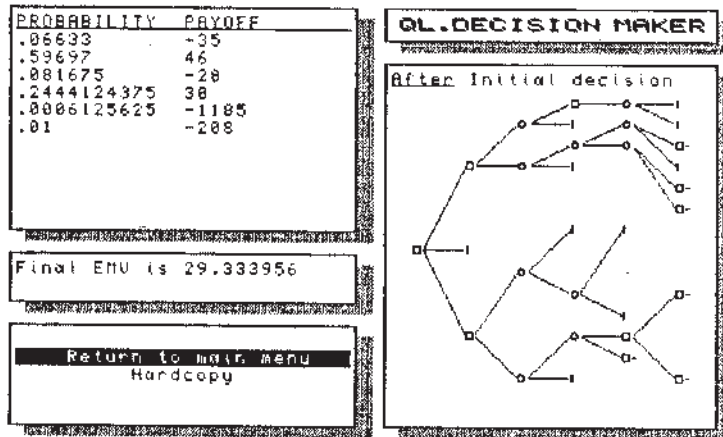 PROBABILITY PAYOFF
.06633 -35
.59697 46
.081675 -28
.2444124375 38
.0006125625 -1185
.01 -208
Final EMV is 29.333956
Return to main menu
Hardcopy
QL.DECISION MAKER
After Initial decision